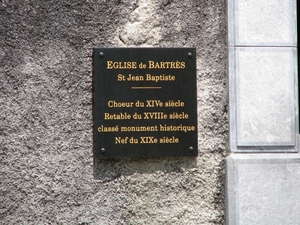 EGLISE de BARTRÈS
St Jean Baptiste
Choeur du XIVe siècle
Retable du XVIIIe siècle
classé monument historique
Nef du XIXe siècle